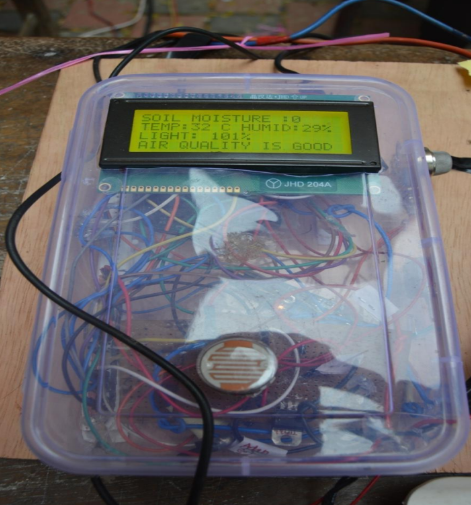 SOIL MOISTURE :0
TEMP:32 C HUMID:29%
LIGHT: 101%
AIR QUALITY IS GOOD
JHD 204A